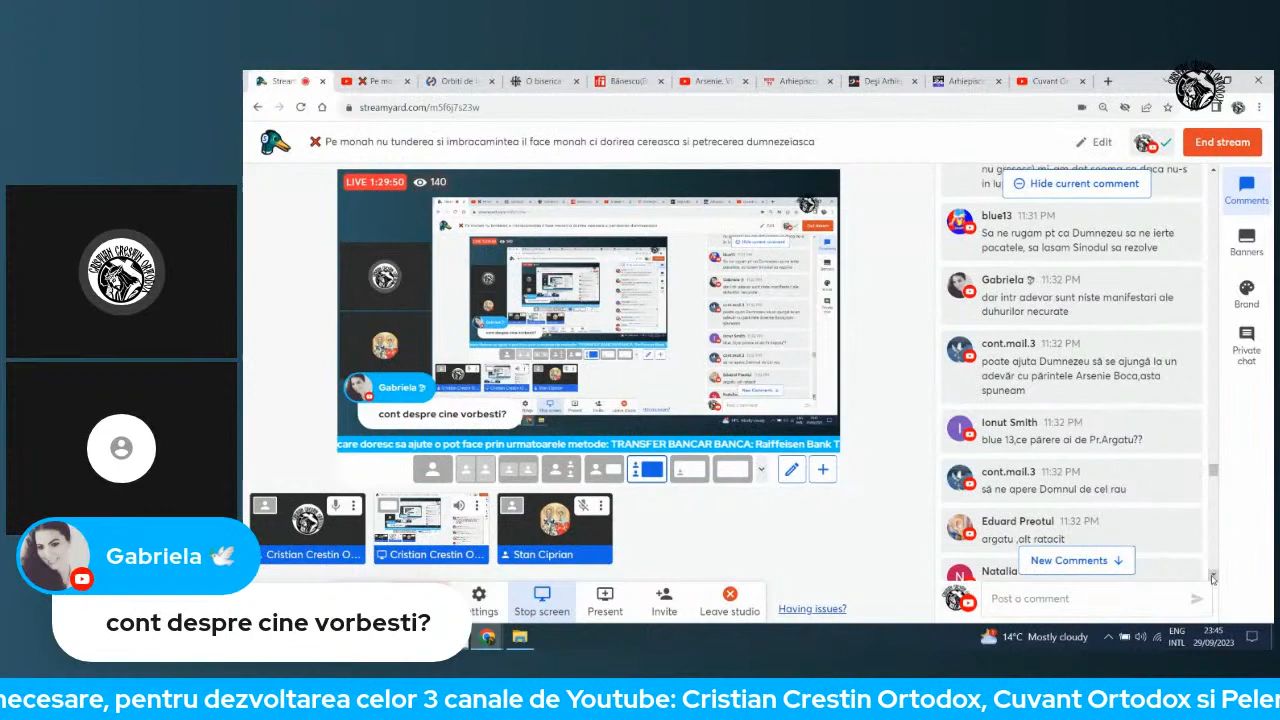 Stream
Pe mo
Orbiti de l
O biserica
Bănescu(B
Arsenie. Vi
Arhiepisc
Deși Arhie
Arhiepisc
Cuvant Or
streamyard.com/m5f6j7s23w
Pe monah nu tunderea si imbracamintea il face monah ci dorirea cereasca si petrecerea dumnezeiasca
Edit
End stream
LIVE 1:29:50
140
Gabriela
cont despre cine vorbesti?
care doresc sa ajute o pot face prin urmatoarele metode: TRANSFER BANCAR BANCA: Raiffeisen Bank T
Cristian Crestin O...
Cristian Crestin O...
Stan Ciprian
Settings
Stop screen
Present
Invite
Leave studio
Having issues?
Hide current comment
blue13 11:31 PM
Sa ne rugam pt ca Dumnezeu sa ne ierte
pacatele, sa lasam Sinodul sa rezolve
Gabriela 11:32 PM
dar intr adevar sunt niste manifestari ale
duhurilor necurate
cont.mail.3 11:32 PM
poate ajuta Dumnezeu să se ajungă la un
adevăr cu părintele Arsenie Boca,asta
spuneam
Ionut Smith 11:32 PM
blue 13,ce părere ai de Pr.Argatu??
cont.mail.3 11:32 PM
să ne apere Domnul de cel rau
Eduard Preotul 11:32 PM
argatu ,alt ratacit
New Comments
Natalia
Post a comment
Comments
Banners
Brand
Private
chat
14°C Mostly cloudy
ENG
INTL
23:45
29/09/2023
Gabriela
cont despre cine vorbesti?
necesare, pentru dezvoltarea celor 3 canale de Youtube: Cristian Crestin Ortodox, Cuvant Ortodox si Peler